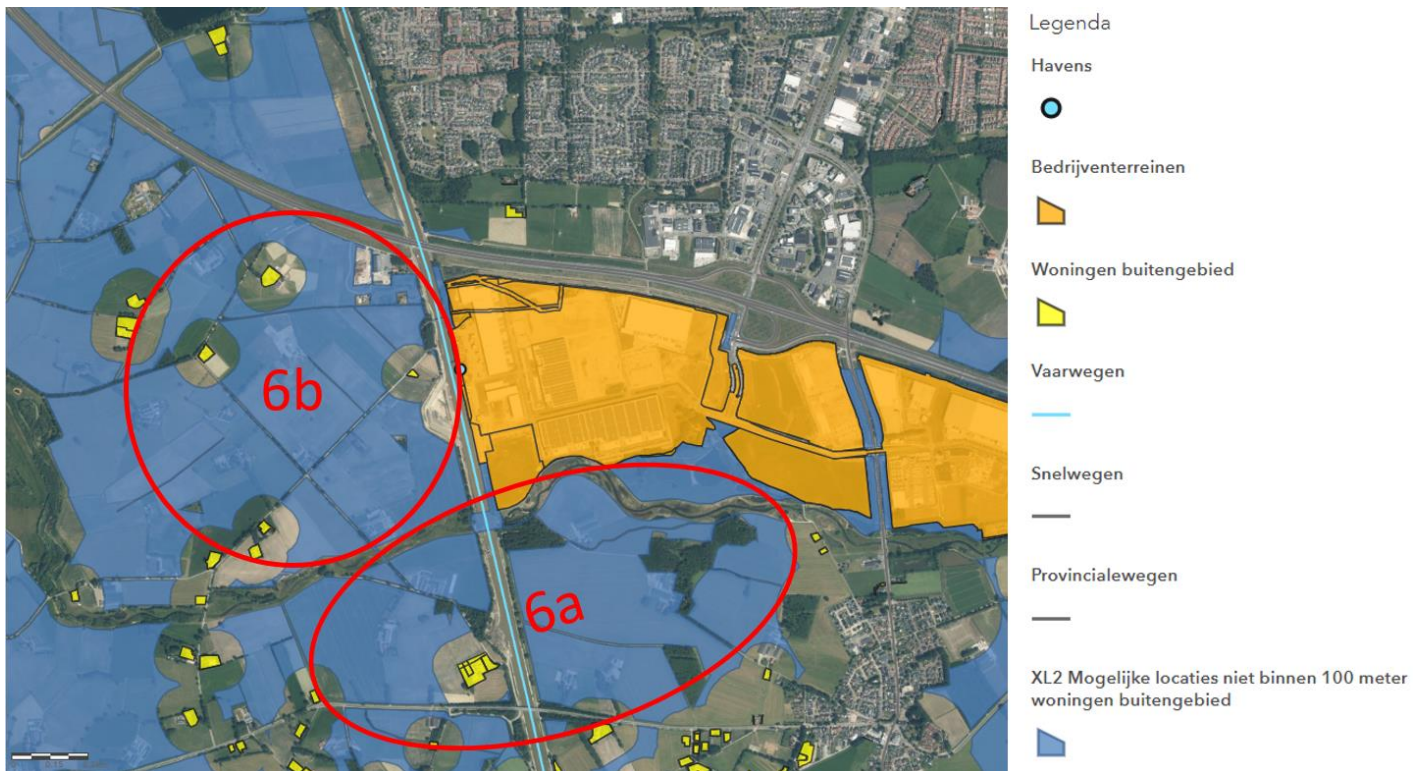 Legenda
Havens
Bedrijventerreinen
Woningen buitengebied
Vaarwegen
Snelwegen
Provincialewegen
XL2 Mogelijke locaties niet binnen 100 meter
woningen buitengebied
6b
6a